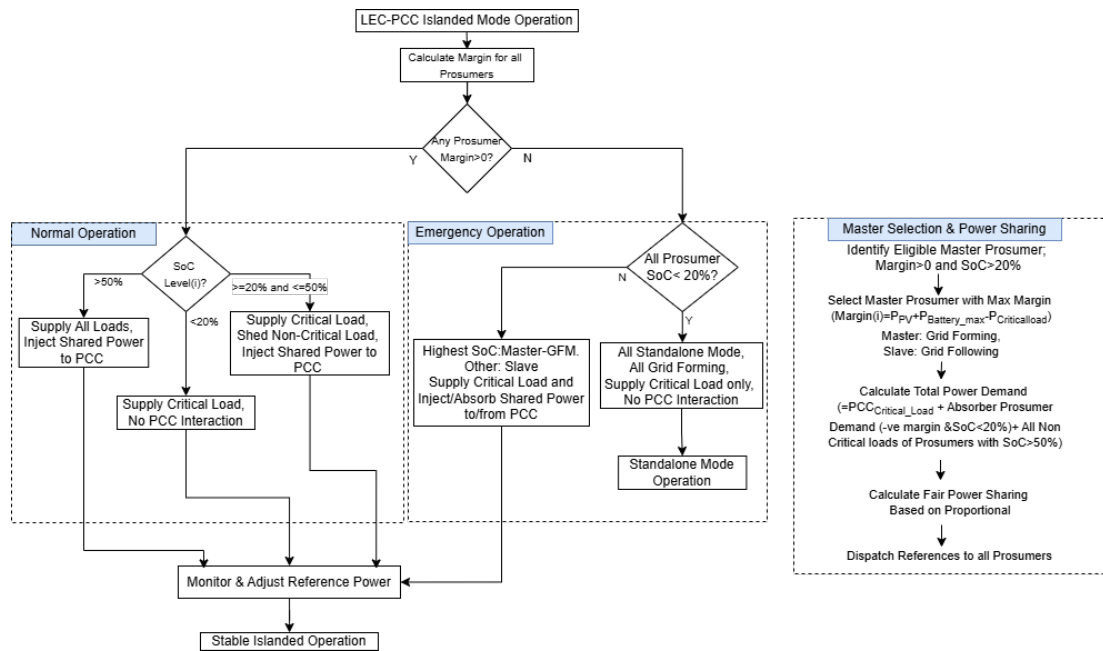 LEC-PCC Islanded Mode Operation
Calculate Margin for all
Prosumers
Any Prosumer
Margin>0?
Y
N
Normal Operation
SoC
Level(i)?
>50%
<20%
>=20% and <=50%
Supply All Loads,
Inject Shared Power
to PCC
Supply Critical Load,
No PCC Interaction
Supply Critical Load,
Shed Non-Critical Load,
Inject Shared Power to
PCC
Emergency Operation
All Prosumer
SoC< 20%?
N
Y
Highest SoC:Master-GFM.
Other: Slave
Supply Critical Load and
Inject/Absorb Shared Power
to/from PCC
All Standalone Mode,
All Grid Forming,
Supply Critical Load only,
No PCC Interaction
Standalone Mode
Operation
Monitor & Adjust Reference Power
Stable Islanded Operation
Master Selection & Power Sharing
Identify Eligible Master Prosumer;
Margin>0 and SoC>20%
Select Master Prosumer with Max Margin
(Margin(i)=PPV+PBattery_max-PCriticalload)
Master: Grid Forming,
Slave: Grid Following
Calculate Total Power Demand
(=PCCCritical_Load + Absorber Prosumer
Demand (-ve margin &SoC<20%)+ All Non
Critical loads of Prosumers with SoC>50%)
Calculate Fair Power Sharing
Based on Proportional
Dispatch References to all Prosumers